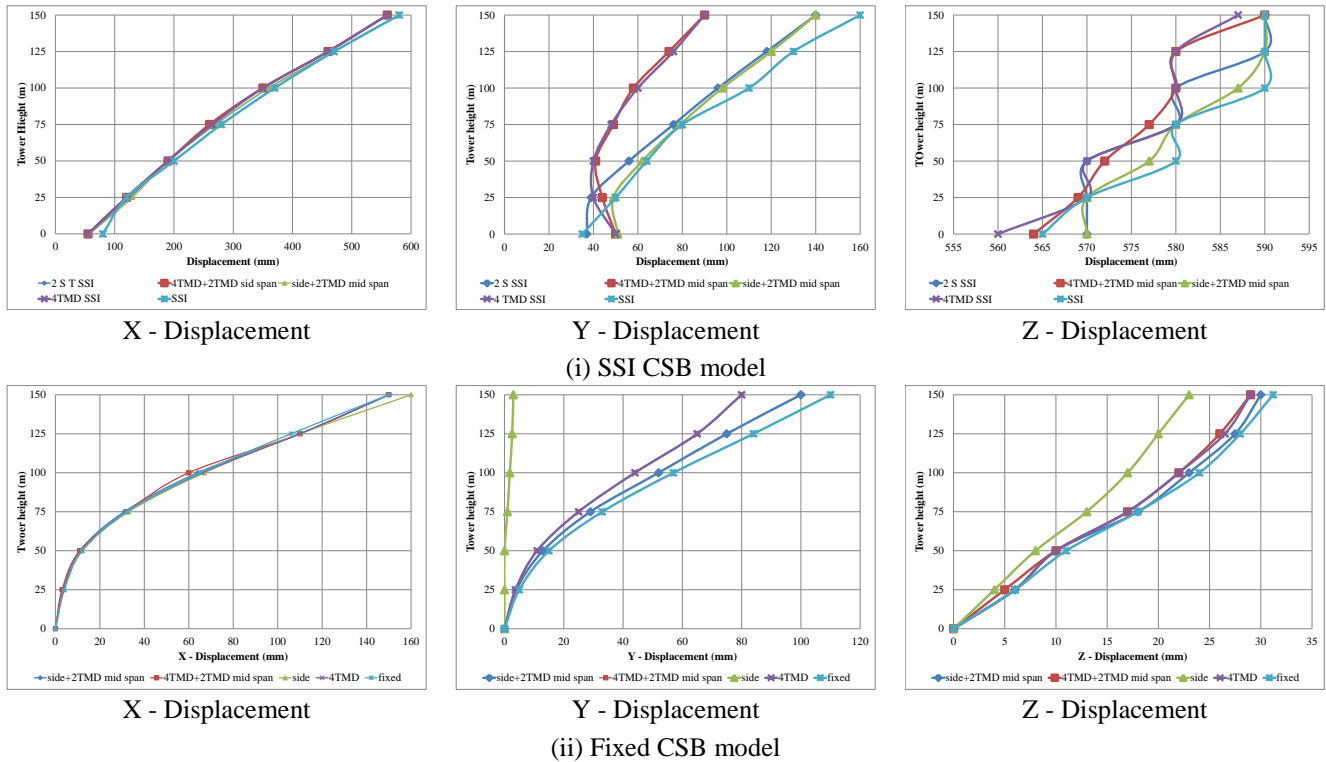 150
125
100
75
50
25
0
Tower Hieght (m)
0 100 200 300 400 500 600
Displacement (mm)
2 S T SSI 4TMD+2TMD sid span side+2TMD mid span
4TMD SSI SSI
X - Displacement
150
125
100
75
50
25
0
Tower height (m)
0 20 40 60 80 100 120 140 160
Displacement (mm)
2 S SSI 4TMD+2TMD mid span side+2TMD mid span
4 TMD SSI SSI
Y - Displacement
150
125
100
75
50
25
0
TOwer height (m)
555 560 565 570 575 580 585 590 595
Displacement (mm)
2 S SSI 4TMD+2TMD mid span side+2TMD mid span
4TMD SSI SSI
Z - Displacement
(i) SSI CSB model
150
125
100
75
50
25
0
Twoer height (m)
0 20 40 60 80 100 120 140 160
X - Displacement (mm)
side+2TMD mid span 4TMD+2TMD mid span side 4TMD fixed
X - Displacement
150
125
100
75
50
25
0
Tower height (m)
0 20 40 60 80 100 120
Y - Displacement (mm)
side+2TMD mid span 4TMD+2TMD mid span side 4TMD fixed
Y - Displacement
150
125
100
75
50
25
0
Tower height (m)
0 5 10 15 20 25 30 35
Z - Displacement (mm)
side+2TMD mid span 4TMD+2TMD mid span side 4TMD fixed
Z - Displacement
(ii) Fixed CSB model